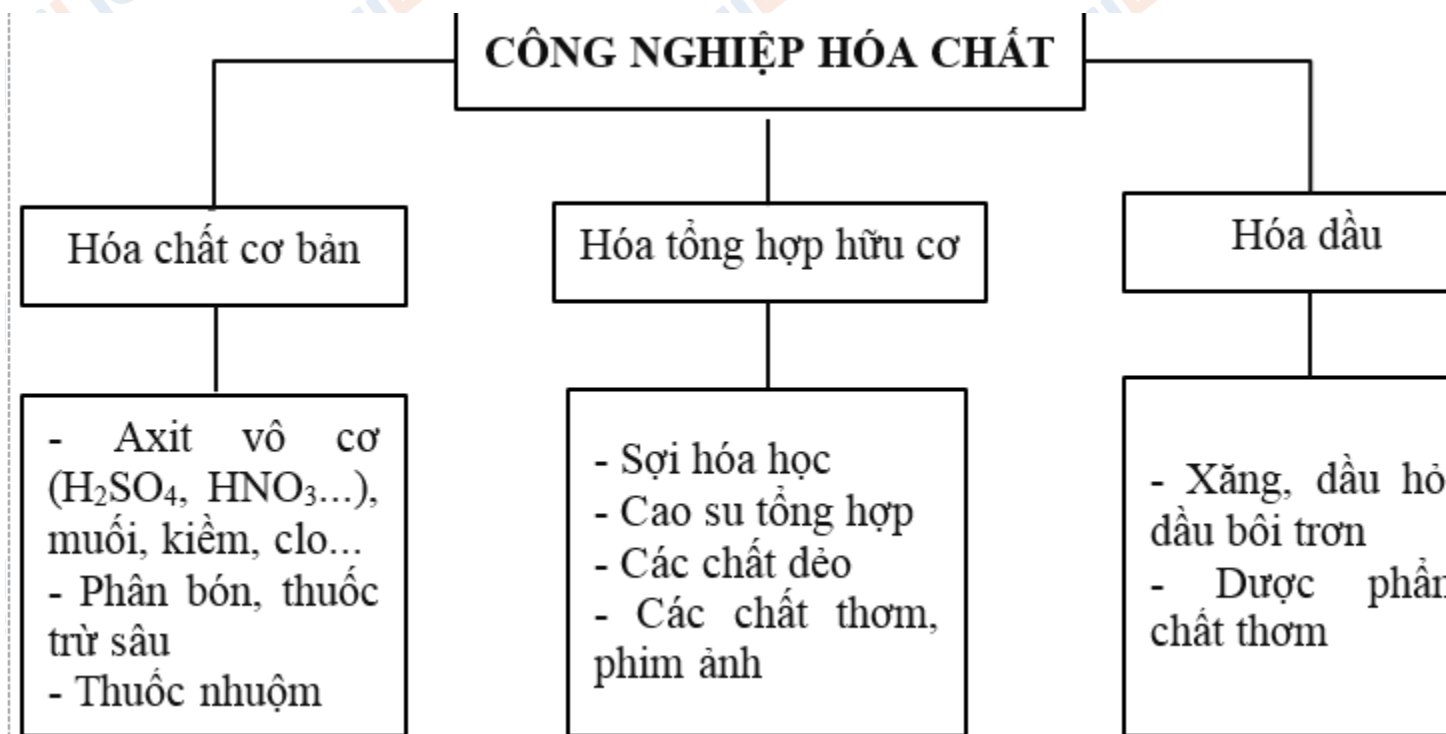 CÔNG NGHIỆP HÓA CHẤT
Hóa chất cơ bản
Hóa tổng hợp hữu cơ
Hóa dầu
- Axit vô cơ
(H₂SO₄, HNO₃...),
muối, kiềm, clo...
- Phân bón, thuốc
trừ sâu
- Thuốc nhuộm
- Sợi hóa học
- Cao su tổng hợp
- Các chất dẻo
- Các chất thơm,
phim ảnh
- Xăng, dầu
dầu bôi trơn
- Dược
chất thơm